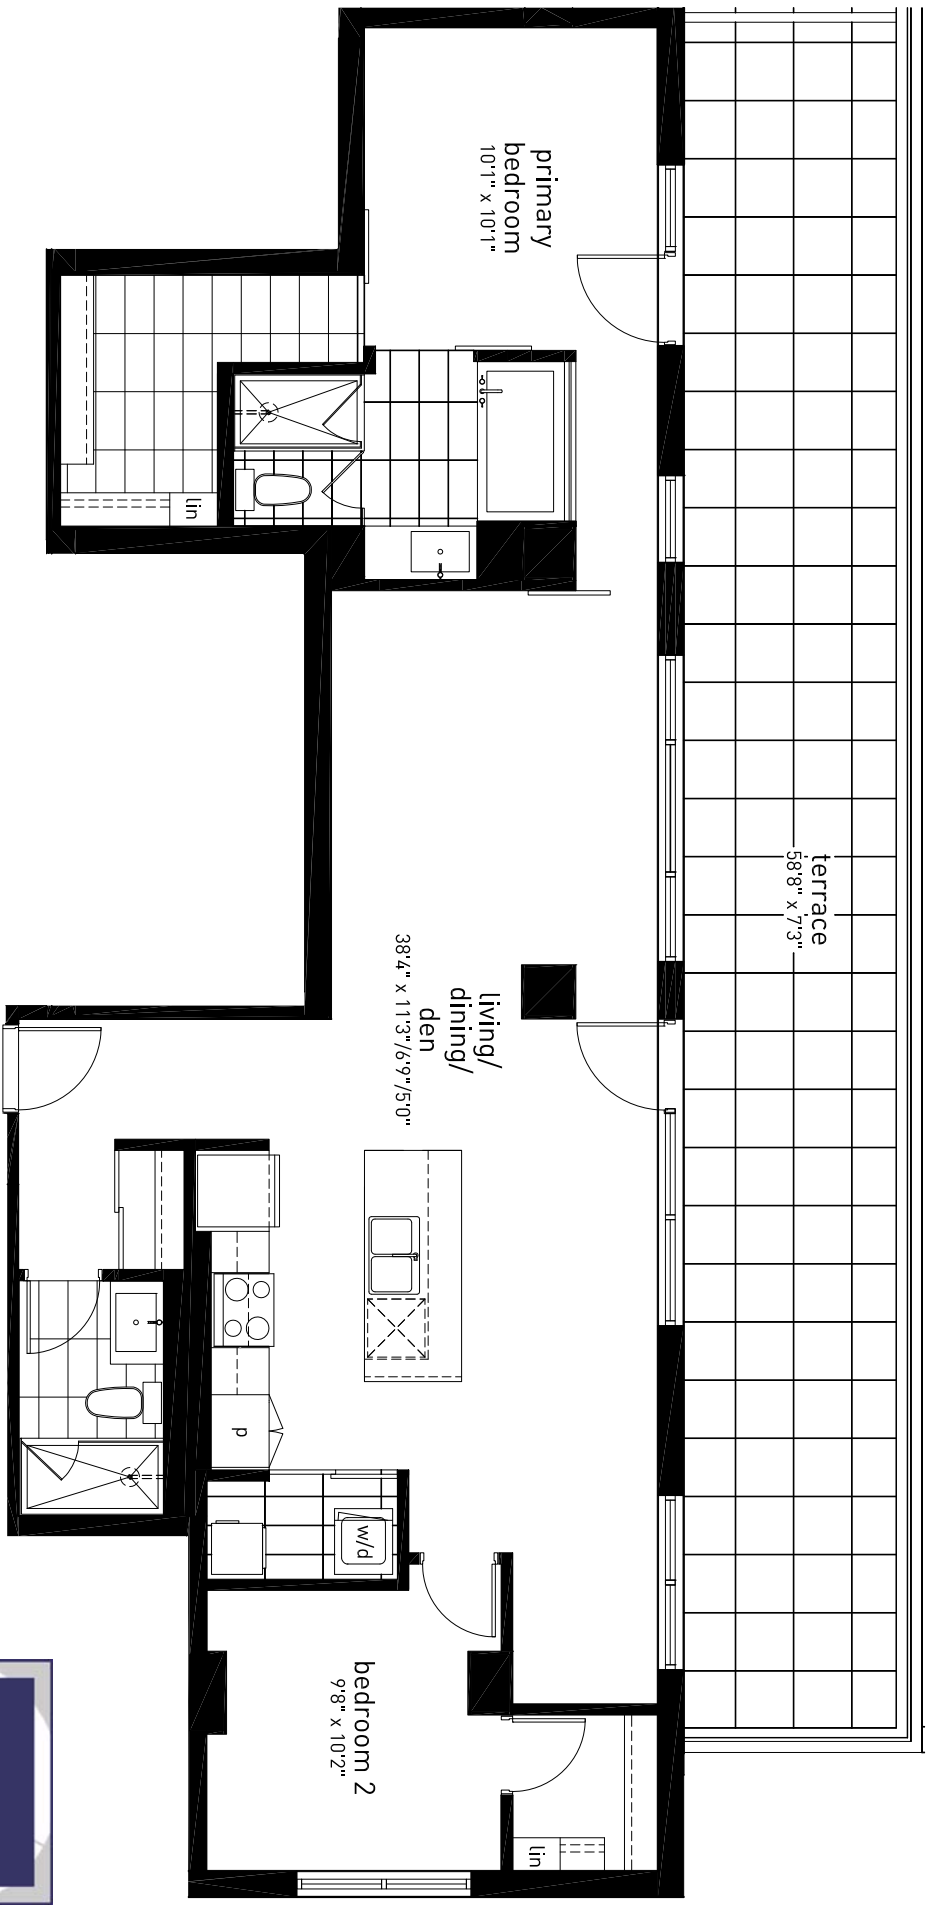 primary
bedroom
10'1" x 10'1"
lin
terrace
58'8" x 7'3"
living/
dining/
den
38'4" x 11'3"/6'9"/5'0"
p
w/d
bedroom 2
9'8" x 10'2"
lin